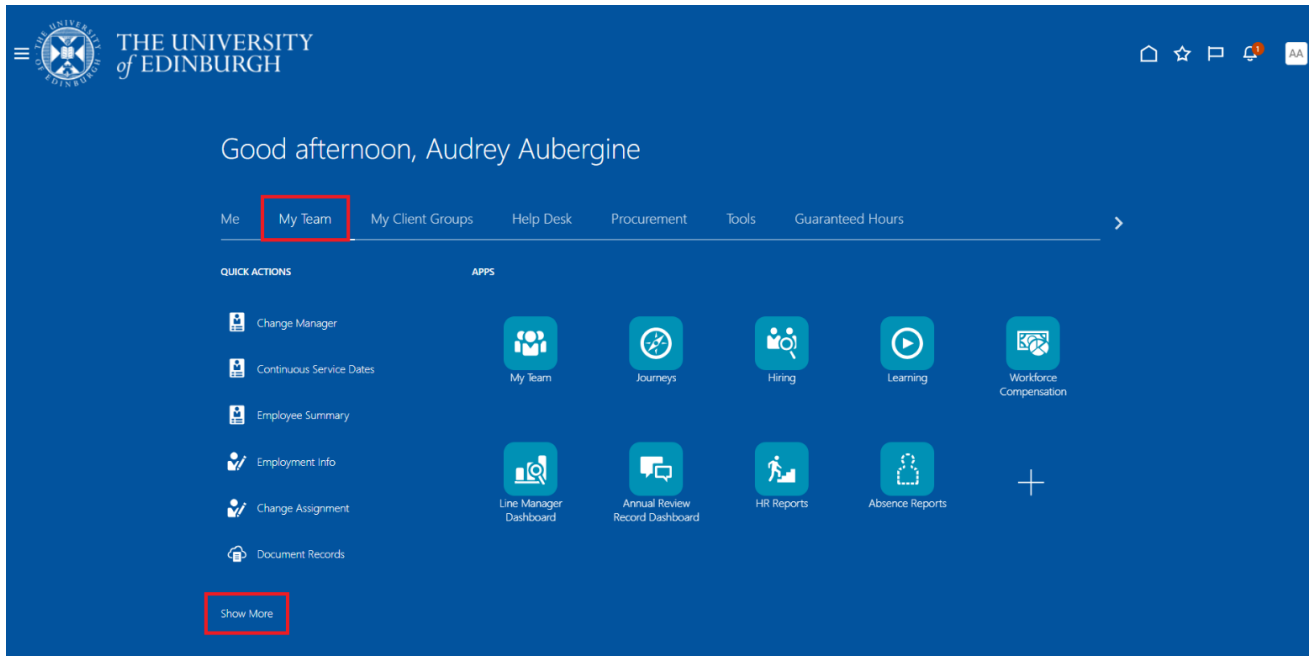 THE UNIVERSITY
of EDINBURGH
AA
1
Good afternoon, Audrey Aubergine
Me
My Team
My Client Groups
Help Desk
Procurement
Tools
Guaranteed Hours
QUICK ACTIONS
Change Manager
Continuous Service Dates
Employee Summary
Employment Info
Change Assignment
Document Records
Show More
APPS
My Team
Journeys
Hiring
Learning
Workforce
Compensation
Line Manager
Dashboard
Annual Review
Record Dashboard
HR Reports
Absence Reports